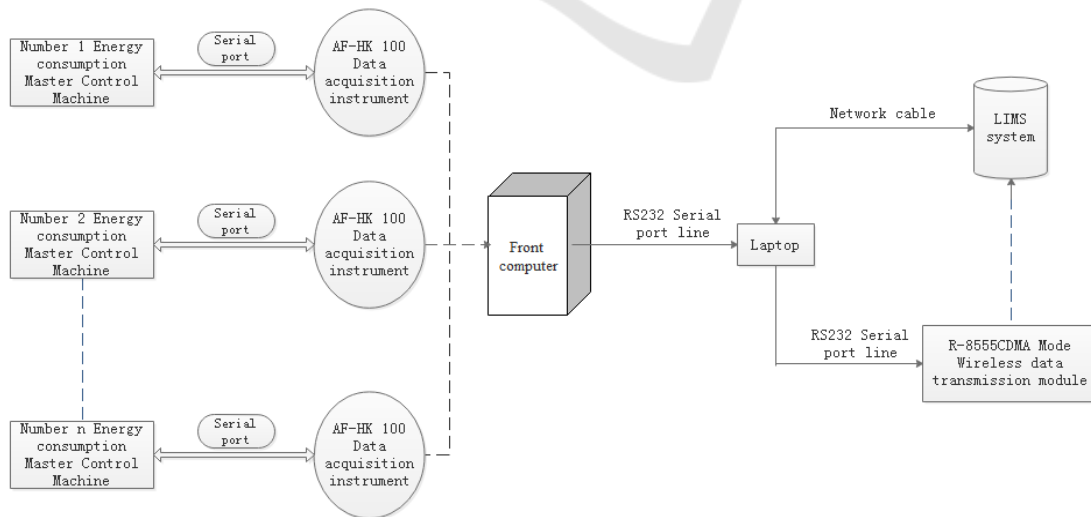 Number 1 Energy
consumption
Master Control
Machine
Serial
port
AF-HK 100
Data
acquisition
instrument
Number 2 Energy
consumption
Master Control
Machine
Serial
port
AF-HK 100
Data
acquisition
instrument
Number n Energy
consumption
Master Control
Machine
Serial
port
AF-HK 100
Data
acquisition
instrument
Front
computer
RS232 Serial
port line
Laptop
Network cable
LIMS
system
RS232 Serial
port line
R-8555CDMA Mode
Wireless data
transmission module